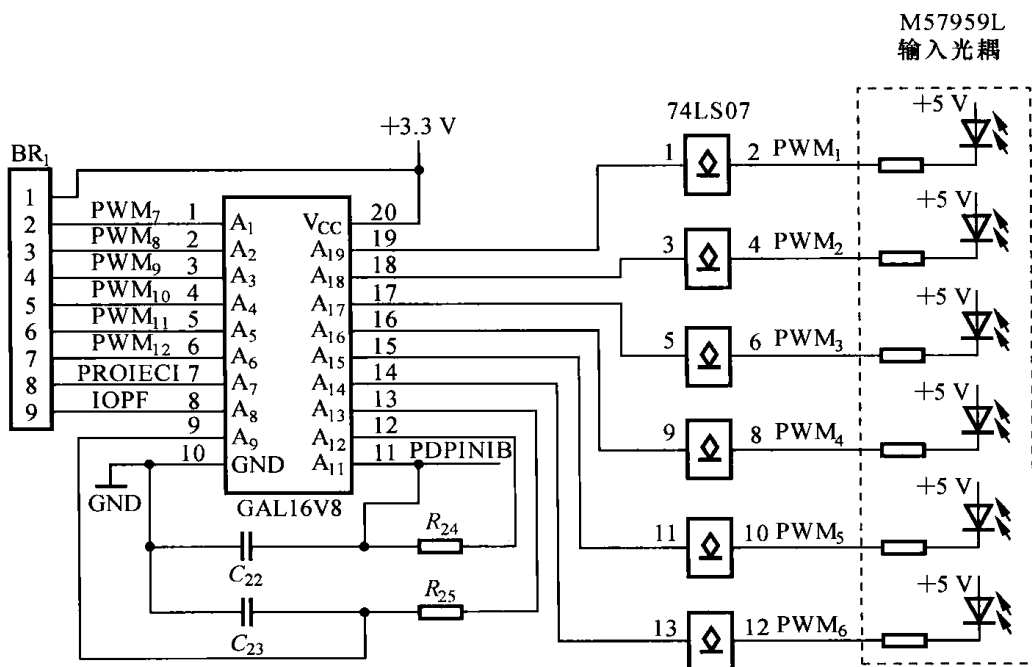 M57959L
输入光耦
+5 V
74LS07
+3.3 V
BR₁
1 2 PWM₁
1
2 PWM₇ 1 A₁ V_CC 20
3 PWM₈ 2 A₂ A₁₉ 19
4 PWM₉ 3 A₃ A₁₈ 18
5 PWM₁₀ 4 A₄ A₁₇ 17
6 PWM₁₁ 5 A₅ A₁₆ 16
7 PWM₁₂ 6 A₆ A₁₅ 15
8 PROIECI 7 A₇ A₁₄ 14
9 IOPF 8 A₈ A₁₃ 13
9 A₉ A₁₂ 12
10 GND A₁₁ 11 PDPINIB
GND
GAL16V8
+5 V
3 4 PWM₂
+5 V
5 6 PWM₃
+5 V
9 8 PWM₄
+5 V
11 10 PWM₅
+5 V
13 12 PWM₆
R₂₄
C₂₂
R₂₅
C₂₃